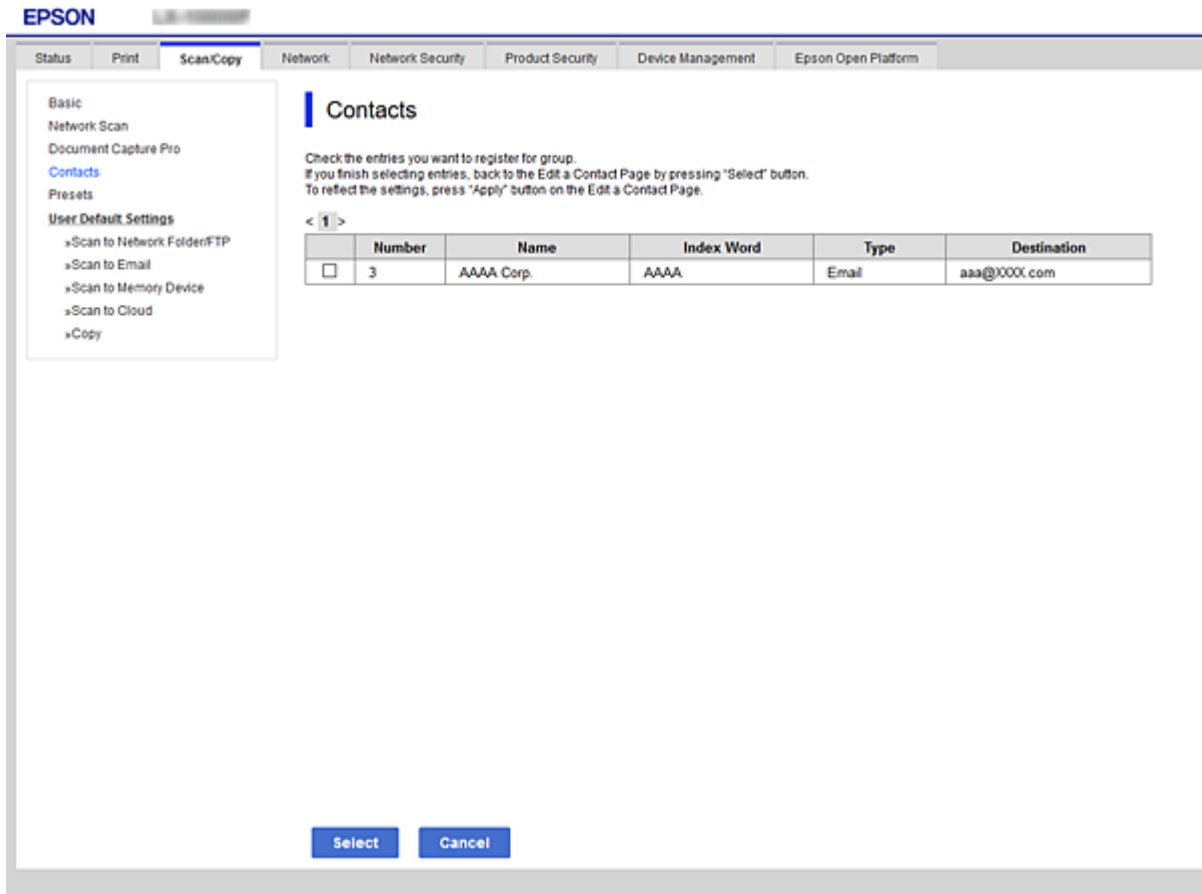 EPSON
Status Print Scan/Copy Network Network Security Product Security Device Management Epson Open Platform
Basic
Network Scan
Document Capture Pro
Contacts
Presets
User Default Settings
»Scan to Network Folder/FTP
»Scan to Email
»Scan to Memory Device
»Scan to Cloud
»Copy
Contacts
Check the entries you want to register for group.
If you finish selecting entries, back to the Edit a Contact Page by pressing "Select" button.
To reflect the settings, press "Apply" button on the Edit a Contact Page.
< 1 >
Number Name Index Word Type Destination
3 AAAA Corp. AAAA Email aaa@XXXX.com
Select Cancel